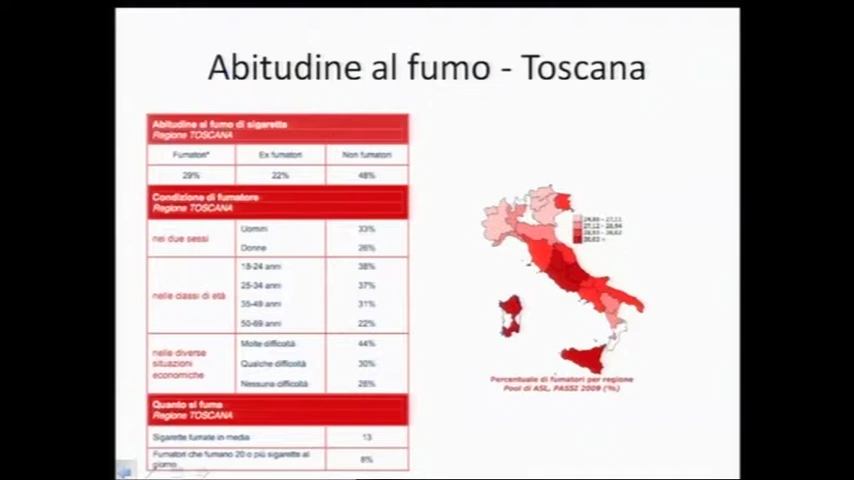 Abitudine al fumo - Toscana
Abitudine al fumo di sigaretta
Regione TOSCANA
Fumatori* Ex fumatori Non fumatori
29% 22% 48%
Condizione di fumatore
Regione TOSCANA
nei due sessi
Uomini 33%
Donne 26%
nelle classi di età
18-24 anni 38%
25-34 anni 37%
35-49 anni 31%
50-69 anni 22%
nelle diverse
situazioni
economiche
Molte difficoltà 44%
Qualche difficoltà 30%
Nessuna difficoltà 28%
Quanto si fuma
Regione TOSCANA
Sigarette fumate in media 13
Fumatori che fumano 20 o più sigarette al
giorno 8%
Percentuale di fumatori per regione
Pool di ASL, PASSI 2009 (%)